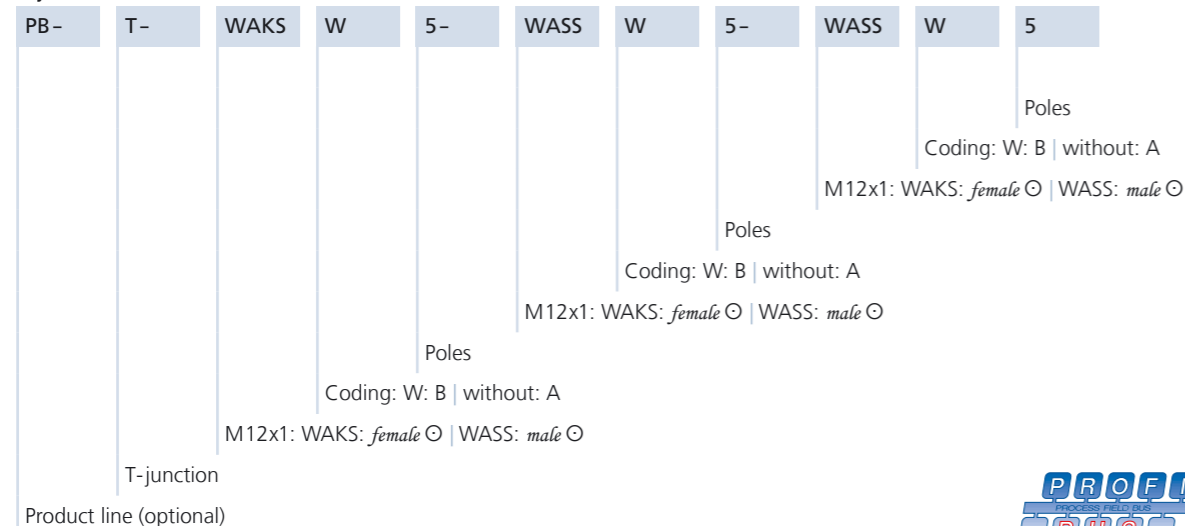 PB- T- WAKS W 5- WASS W 5- WASS W 5
Poles
Coding: W: B | without: A
M12x1: WAKS: female ⊙ | WASS: male ⊙
Poles
Coding: W: B | without: A
M12x1: WAKS: female ⊙ | WASS: male ⊙
Poles
Coding: W: B | without: A
M12x1: WAKS: female ⊙ | WASS: male ⊙
T-junction
Product line (optional)
PROF
PROCESS FIELD BUS
BUS